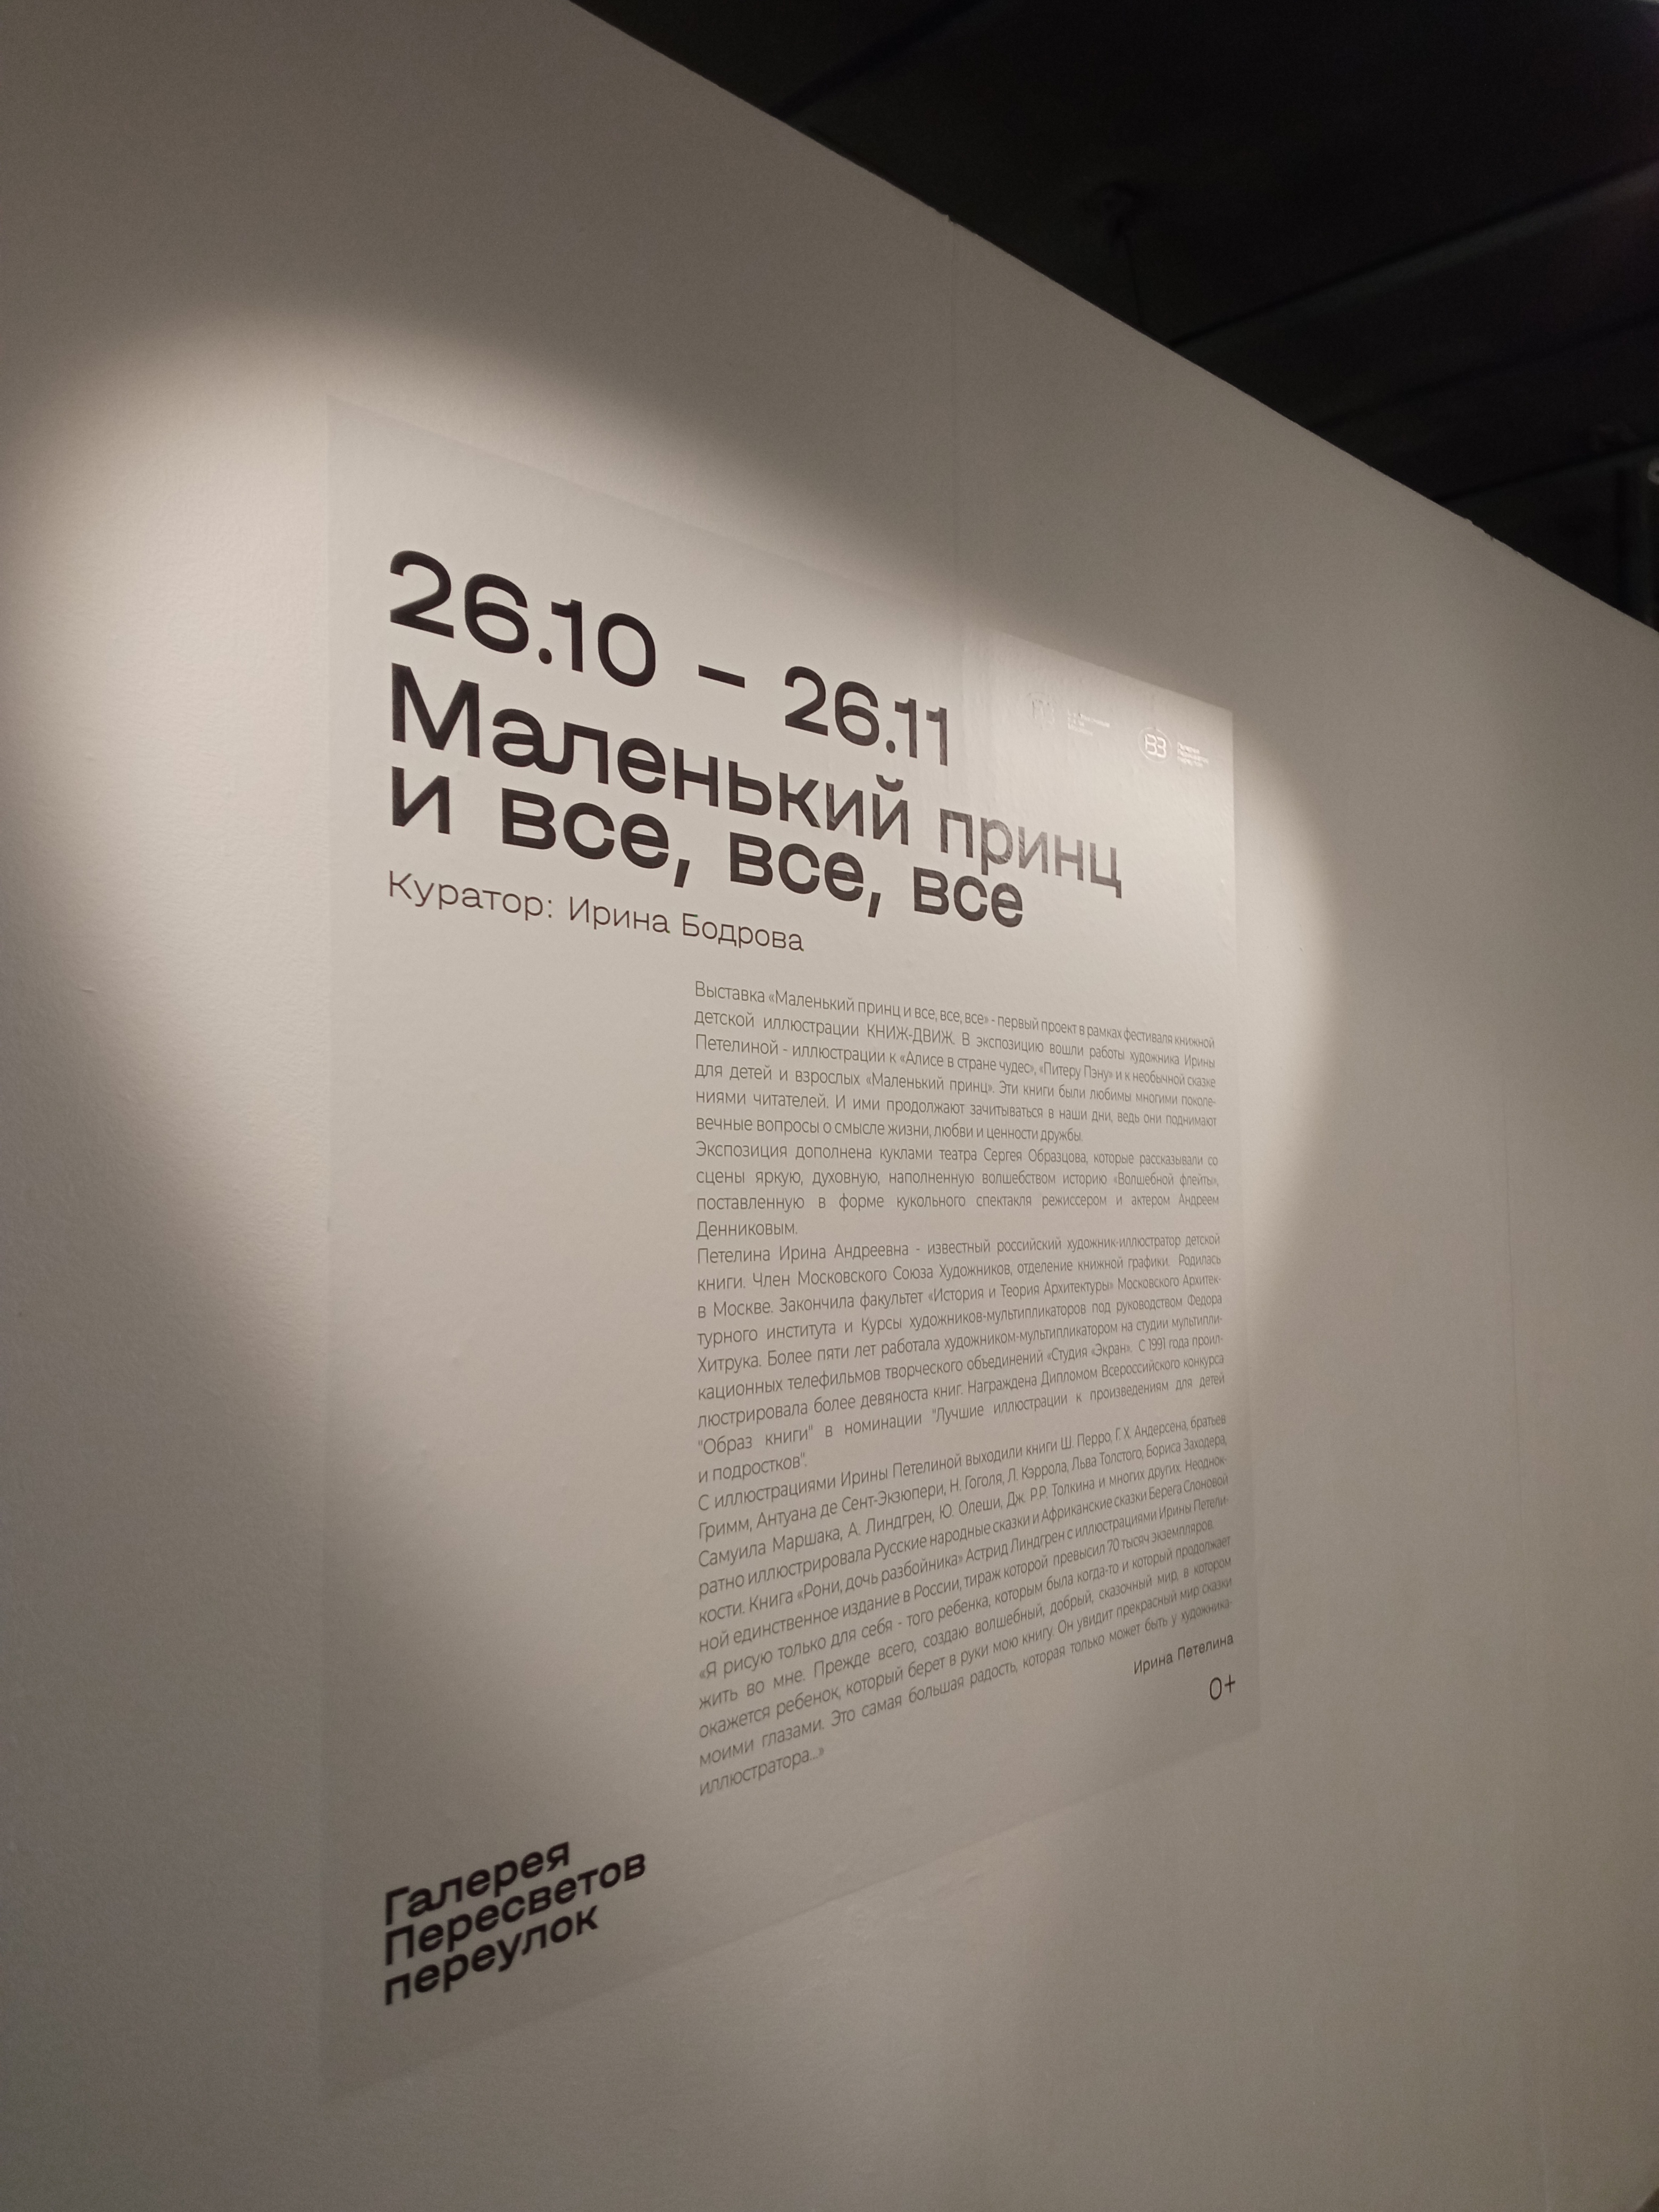 26.10 – 26.11
Маленький принц
и все, все, все
Куратор: Ирина Бодрова
Выставка «Маленький принц и все, все, все» - первый проект в рамках фестиваля книжной
детской иллюстрации КНИЖ-ДВИЖ. В экспозицию вошли работы художника Ирины
Петелиной - иллюстрации к «Алисе в стране чудес», «Питеру Пэну» и к необычной сказке
для детей и взрослых «Маленький принц». Эти книги были любимы многими поколе-
ниями читателей. И ими продолжают зачитываться в наши дни, ведь они поднимают
вечные вопросы о смысле жизни, любви и ценности дружбы.
Экспозиция дополнена куклами театра Сергея Образцова, которые рассказывали со
сцены яркую, духовную, наполненную волшебством историю «Волшебной флейты»,
поставленную в форме кукольного спектакля режиссером и актером Андреем
Денниковым.
Петелина Ирина Андреевна - известный российский художник-иллюстратор детской
книги. Член Московского Союза Художников, отделение книжной графики. Родилась
в Москве. Закончила факультет «История и Теория Архитектуры» Московского Архитек-
турного института и Курсы художников-мультипликаторов под руководством Федора
Хитрука. Более пяти лет работала художником-мультипликатором на студии мультипли-
кационных телефильмов творческого объединений «Студия «Экран». С 1991 года проил-
люстрировала более девяноста книг. Награждена Дипломом Всероссийского конкурса
"Образ книги" в номинации "Лучшие иллюстрации к произведениям для детей
и подростков".
С иллюстрациями Ирины Петелиной выходили книги Ш. Перро, Г. Х. Андерсена, братьев
Гримм, Антуана де Сент-Экзюпери, Н. Гоголя, Л. Кэррола, Льва Толстого, Бориса Заходера,
Самуила Маршака, А. Линдгрен, Ю. Олеши, Дж. Р.Р. Толкина и многих других. Неоднок-
ратно иллюстрировала Русские народные сказки и Африканские сказки Берега Слоновой
кости. Книга «Рони, дочь разбойника» Астрид Линдгрен с иллюстрациями Ирины Петели-
ной единственное издание в России, тираж которой превысил 70 тысяч экземпляров.
«Я рисую только для себя - того ребенка, которым была когда-то и который продолжает
жить во мне. Прежде всего, создаю волшебный, добрый, сказочный мир, в котором
окажется ребенок, который берет в руки мою книгу. Он увидит прекрасный мир сказки
моими глазами. Это самая большая радость, которая только может быть у художника-
иллюстратора...»
Ирина Петелина
0+
Галерея
Пересветов
переулок